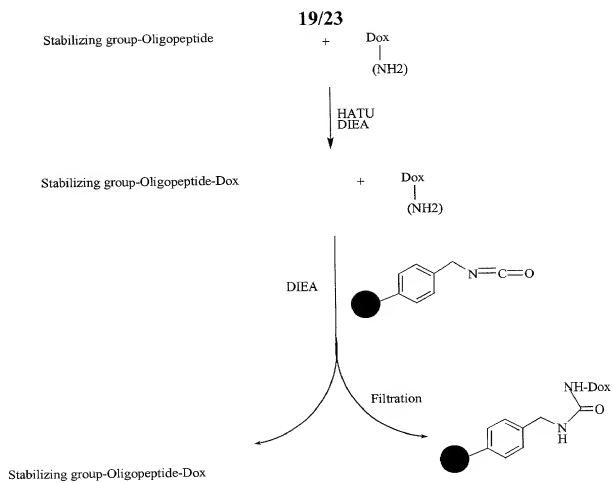 19/23
Stabilizing group-Oligopeptide + Dox
(NH2)
HATU
DIEA
Stabilizing group-Oligopeptide-Dox + Dox
(NH2)
DIEA
N=C=O
Filtration
NH-Dox
O
N
H
Stabilizing group-Oligopeptide-Dox